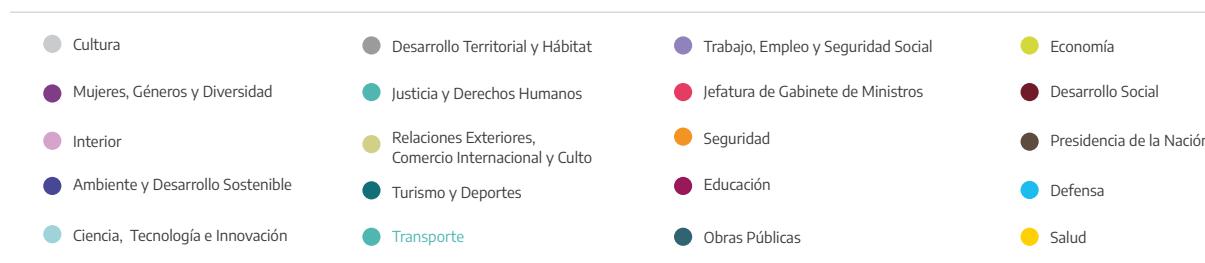 Cultura
Mujeres, Géneros y Diversidad
Interior
Ambiente y Desarrollo Sostenible
Ciencia, Tecnología e Innovación
Desarrollo Territorial y Hábitat
Justicia y Derechos Humanos
Relaciones Exteriores,
Comercio Internacional y Culto
Turismo y Deportes
Transporte
Trabajo, Empleo y Seguridad Social
Jefatura de Gabinete de Ministros
Seguridad
Educación
Obras Públicas
Economía
Desarrollo Social
Presidencia de la Nación
Defensa
Salud